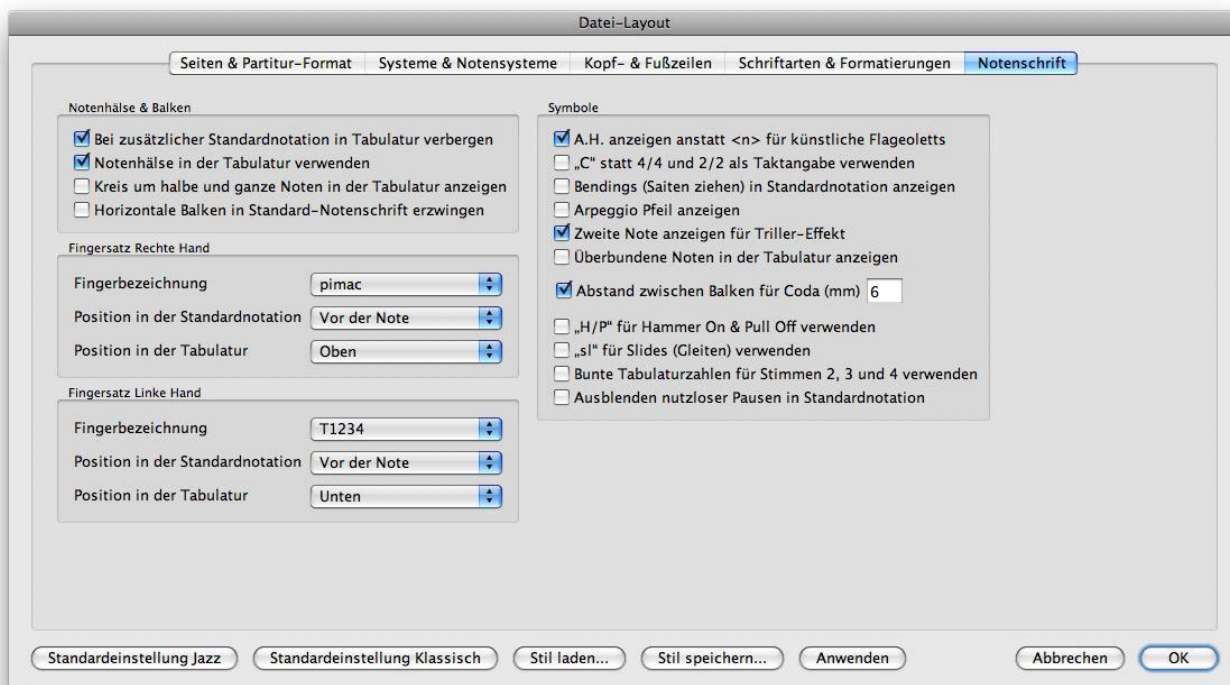 Datei-Layout
Seiten & Partitur-Format Systeme & Notensysteme Kopf- & Fußzeilen Schriftarten & Formatierungen Notenschrift
Notenhälse & Balken
Bei zusätzlicher Standardnotation in Tabulatur verbergen
Notenhälse in der Tabulatur verwenden
Kreis um halbe und ganze Noten in der Tabulatur anzeigen
Horizontale Balken in Standard-Notenschrift erzwingen
Fingersatz Rechte Hand
Fingerbezeichnung pimac
Position in der Standardnotation Vor der Note
Position in der Tabulatur Oben
Fingersatz Linke Hand
Fingerbezeichnung T1234
Position in der Standardnotation Vor der Note
Position in der Tabulatur Unten
Symbole
A.H. anzeigen anstatt <n> für künstliche Flageoletts
„C“ statt 4/4 und 2/2 als Taktangabe verwenden
Bendings (Saiten ziehen) in Standardnotation anzeigen
Arpeggio Pfeil anzeigen
Zweite Note anzeigen für Triller-Effekt
Überbundene Noten in der Tabulatur anzeigen
Abstand zwischen Balken für Coda (mm) 6
„H/P“ für Hammer On & Pull Off verwenden
„sl“ für Slides (Gleiten) verwenden
Bunte Tabulaturzahlen für Stimmen 2, 3 und 4 verwenden
Ausblenden nutzloser Pausen in Standardnotation
Standardeinstellung Jazz Standardeinstellung Klassisch Stil laden... Stil speichern... Anwenden Abbrechen OK